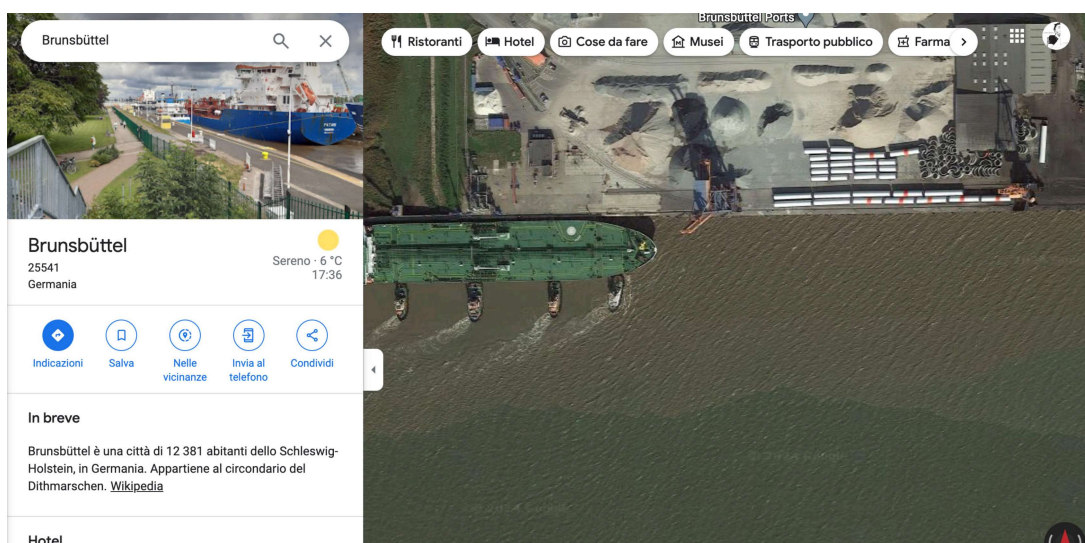 Brunsbüttel
Ristoranti
Hotel
Cose da fare
Musei
Trasporto pubblico
Farma
Brunsbüttel Ports
Brunsbüttel
25541
Germania
Sereno · 6 °C
17:36
Indicazioni
Salva
Nelle
vicinanze
Invia al
telefono
Condividi
In breve
Brunsbüttel è una città di 12 381 abitanti dello Schleswig-
Holstein, in Germania. Appartiene al circondario del
Dithmarschen. Wikipedia
Hotel